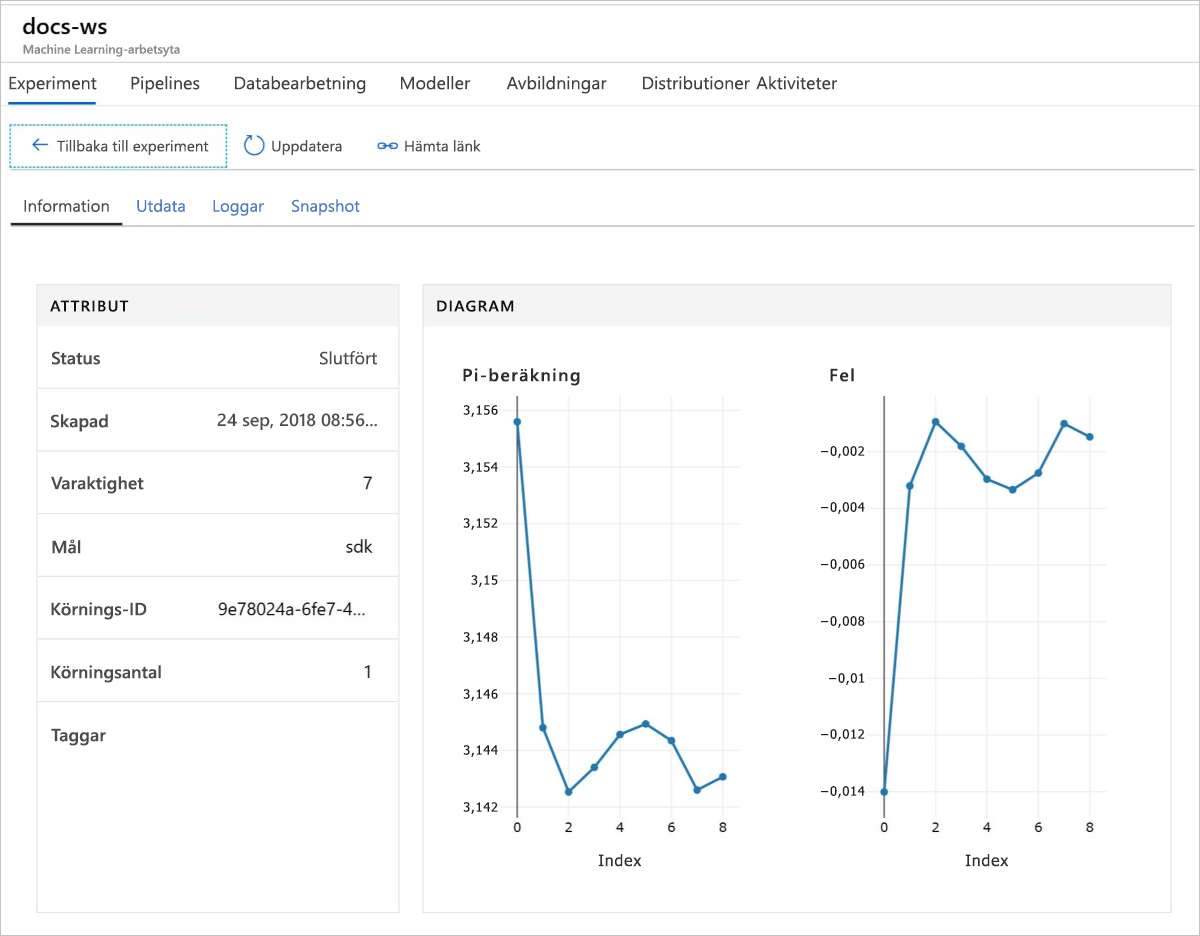 docs-ws
Machine Learning-arbetsyta
Experiment Pipelines Databearbetning Modeller Avbildningar Distributioner Aktiviteter
Tillbaka till experiment Uppdatera Hämta länk
Information Utdata Loggar Snapshot
ATTRIBUT
Status Slutfört
Skapad 24 sep, 2018 08:56...
Varaktighet 7
Mål sdk
Körnings-ID 9e78024a-6fe7-4...
Körningsantal 1
Taggar
DIAGRAM
Pi-beräkning
3,156
3,154
3,152
3,15
3,148
3,146
3,144
3,142
0 2 4 6 8
Index
Fel
−0,002
−0,004
−0,006
−0,008
−0,01
−0,012
−0,014
0 2 4 6 8
Index